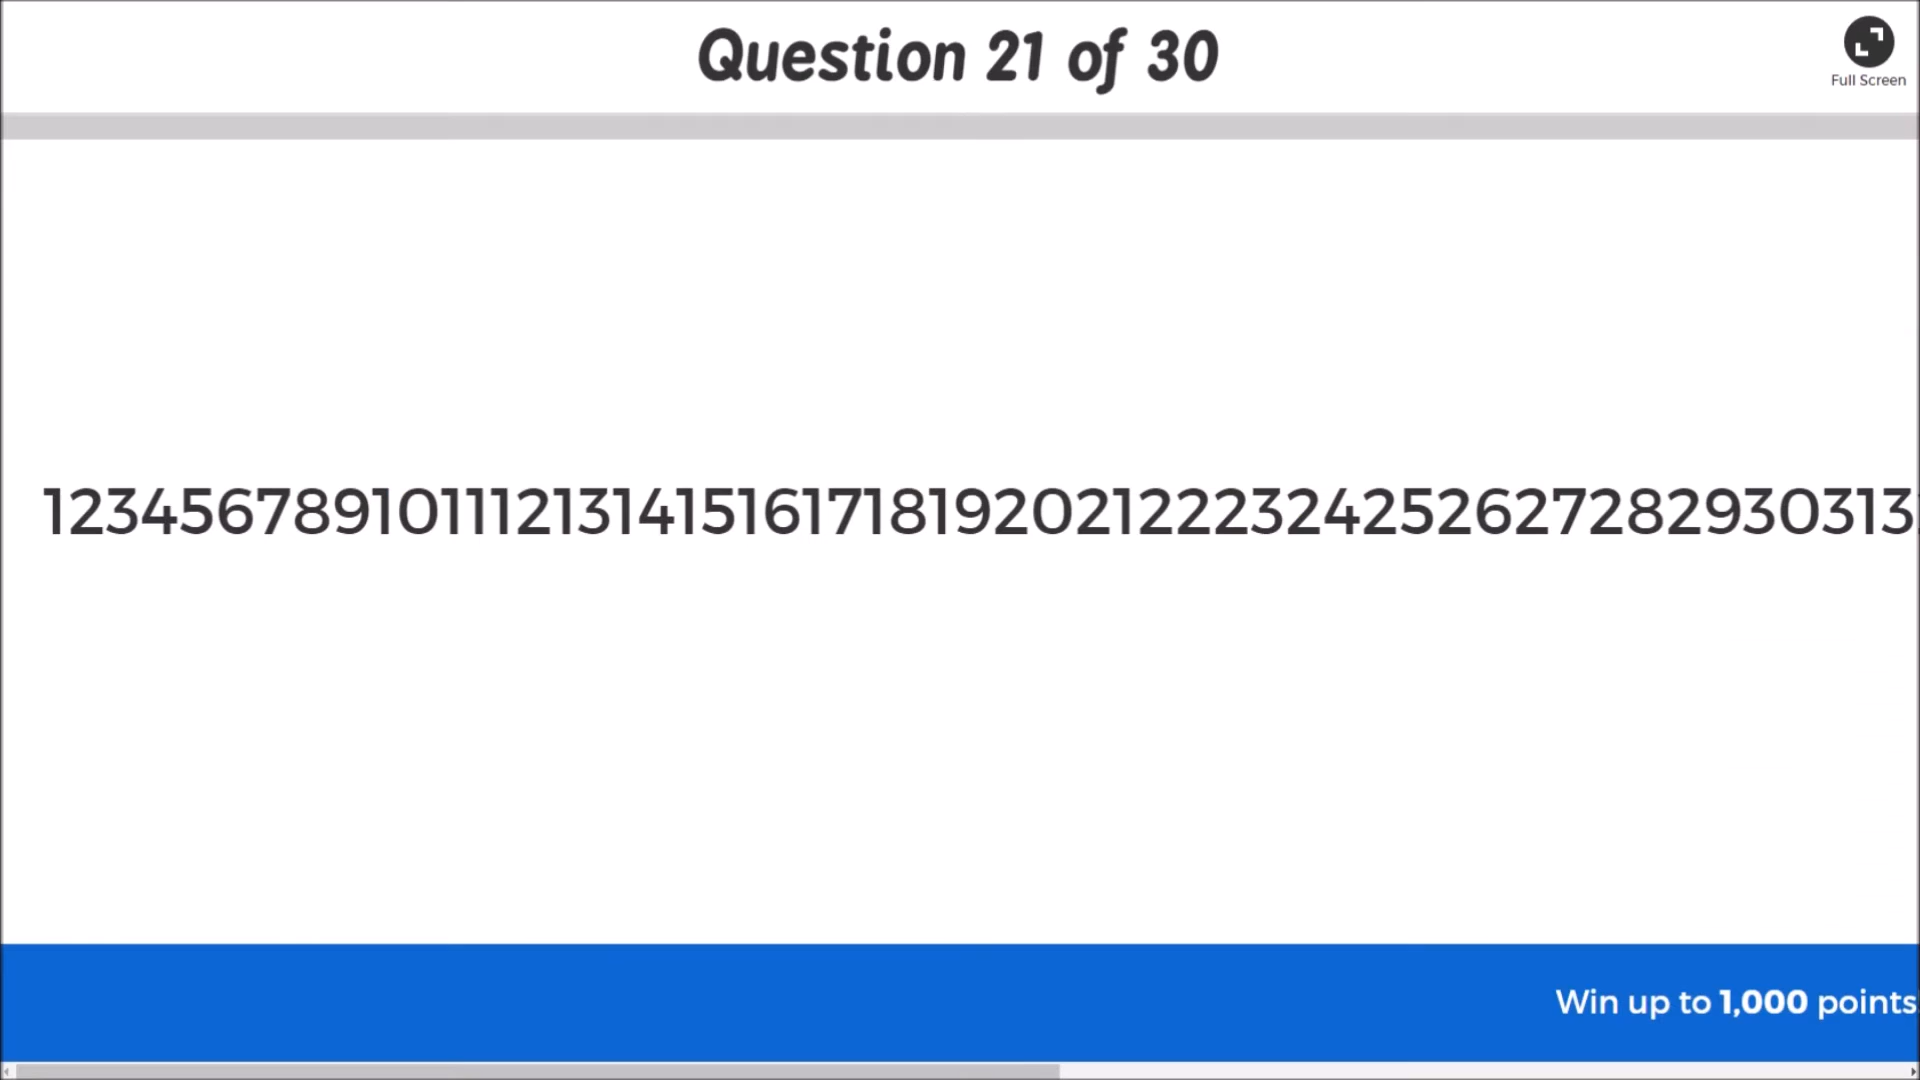 Question 21 of 30
Full Screen
123456789101112131415161718192021222324252627282930313
Win up to 1,000 points